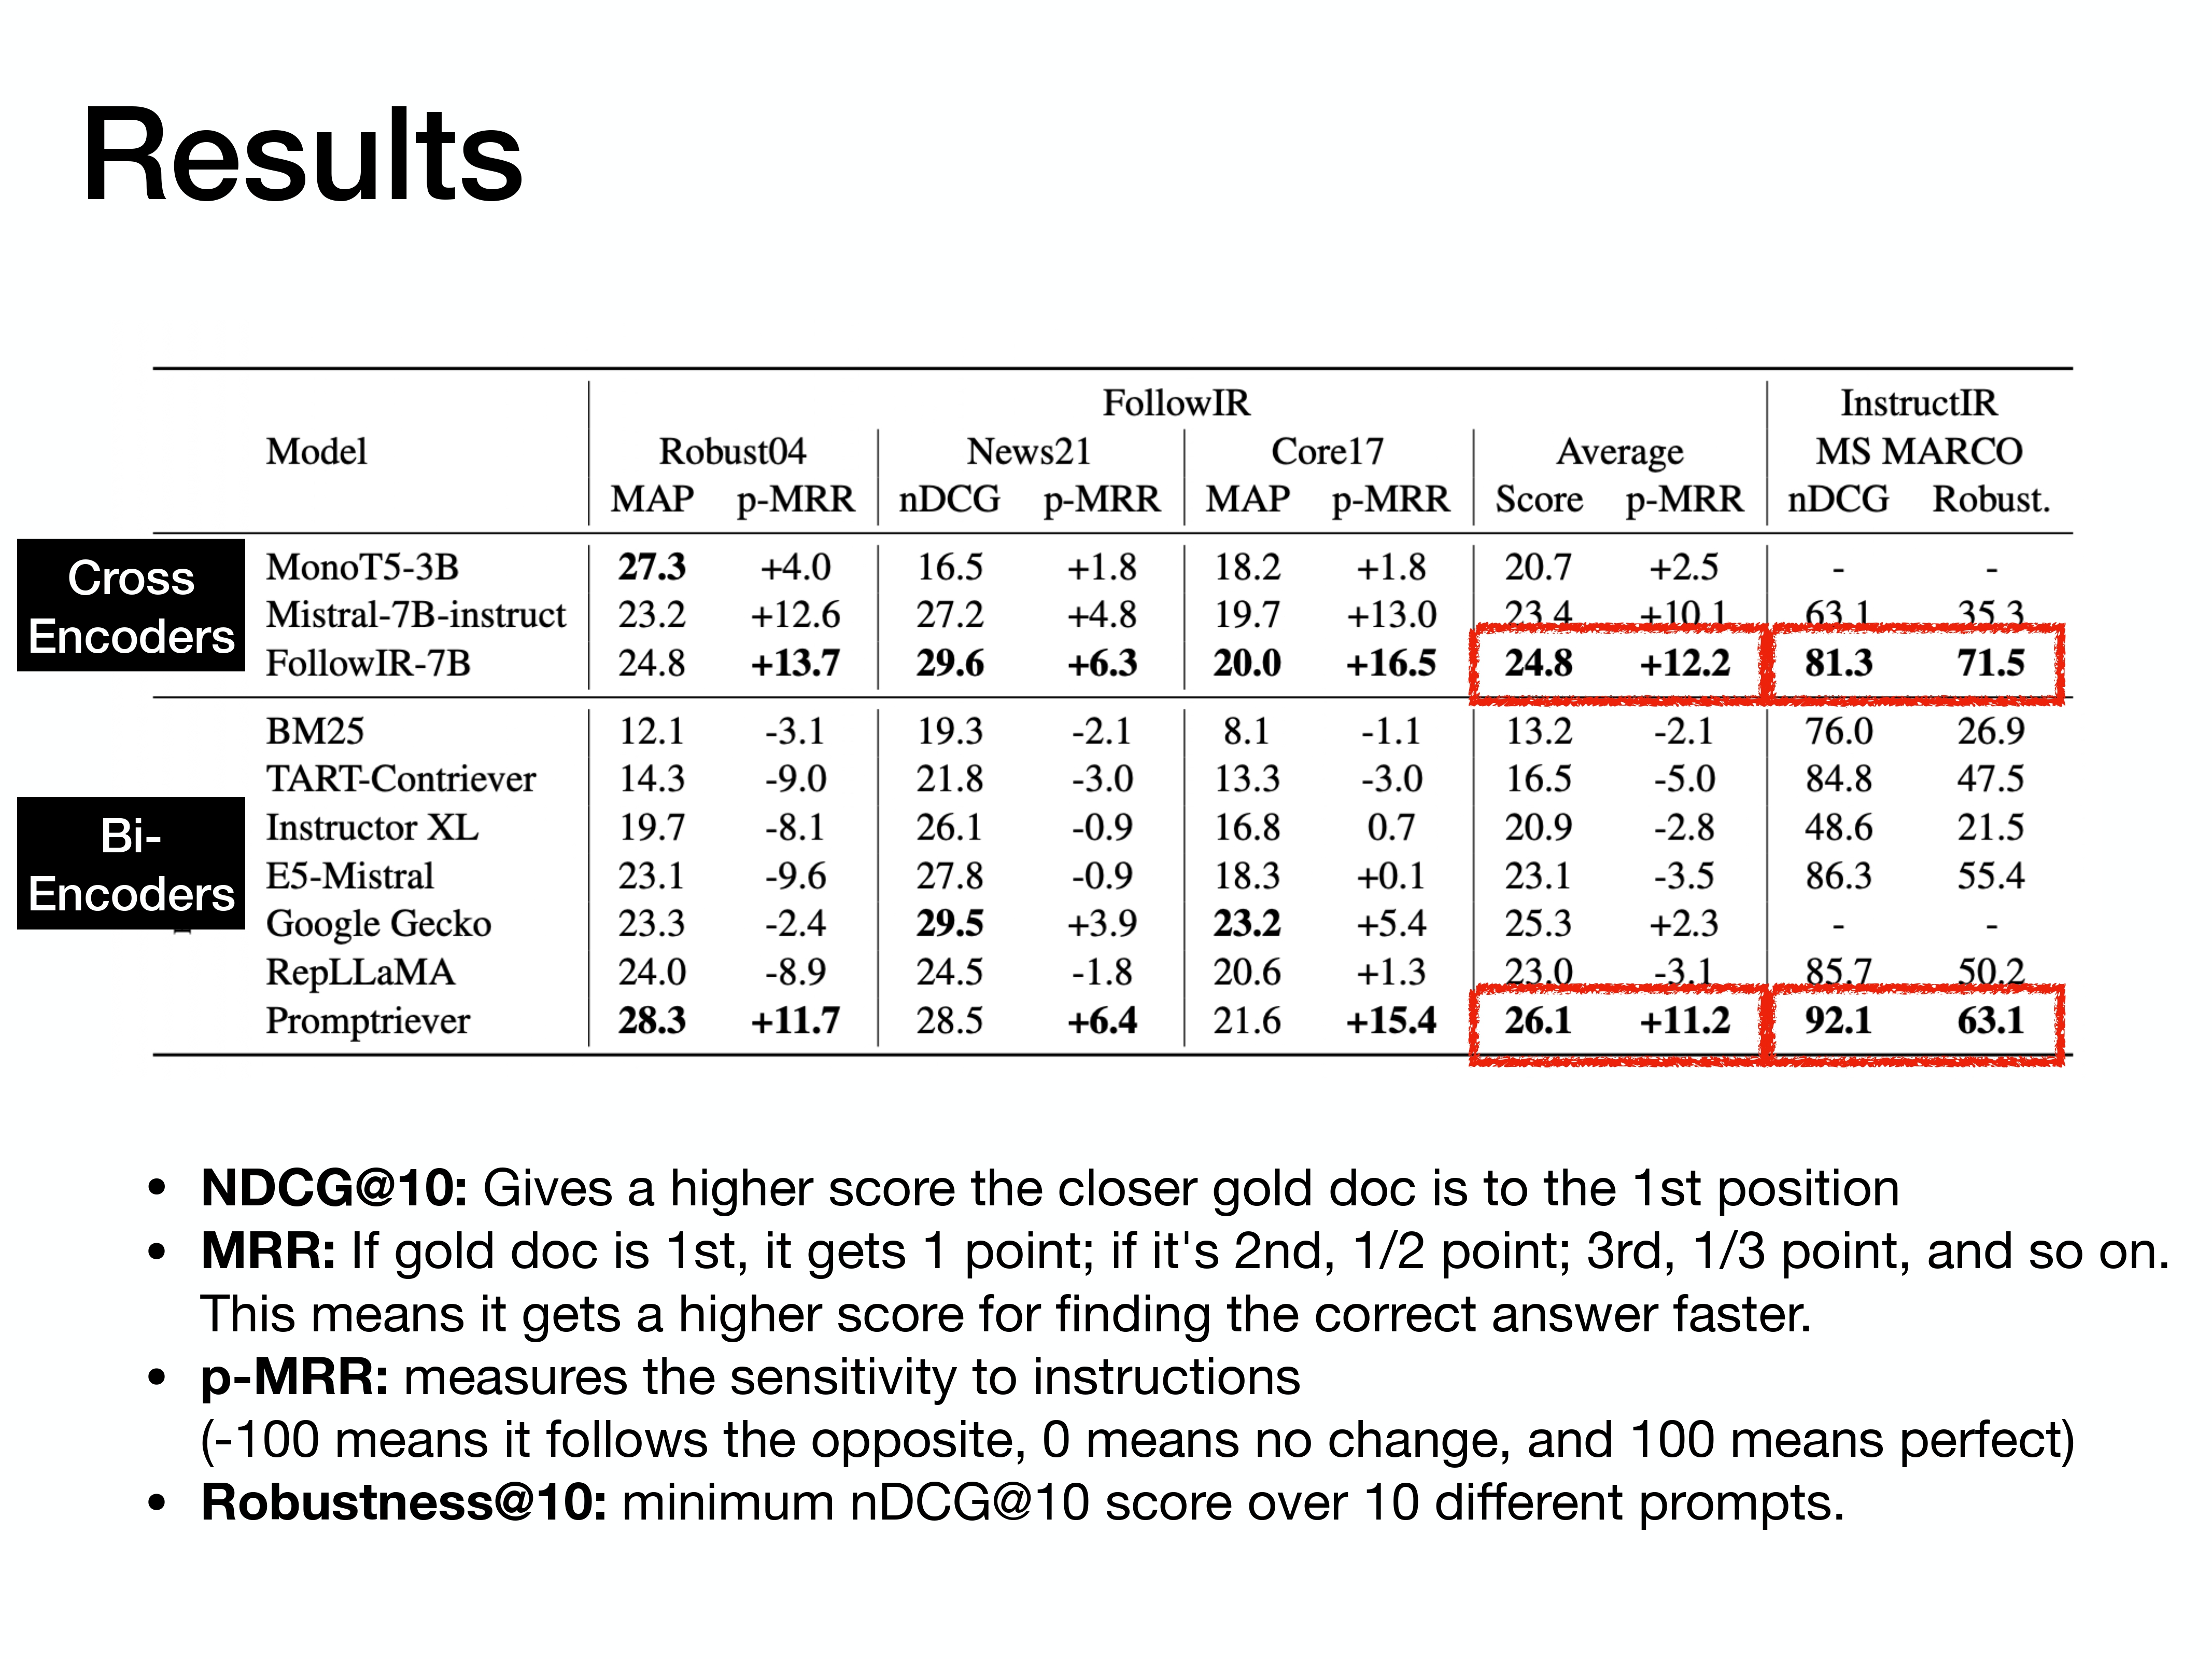 Results
FollowIR InstructIR
Model Robust04 News21 Core17 Average MS MARCO
MAP p-MRR nDCG p-MRR MAP p-MRR Score p-MRR nDCG Robust.
Cross
Encoders
MonoT5-3B 27.3 +4.0 16.5 +1.8 18.2 +1.8 20.7 +2.5 - -
Mistral-7B-instruct 23.2 +12.6 27.2 +4.8 19.7 +13.0 23.4 +10.1 63.1 35.3
FollowIR-7B 24.8 +13.7 29.6 +6.3 20.0 +16.5 24.8 +12.2 81.3 71.5
Bi-
Encoders
BM25 12.1 -3.1 19.3 -2.1 8.1 -1.1 13.2 -2.1 76.0 26.9
TART-Contriever 14.3 -9.0 21.8 -3.0 13.3 -3.0 16.5 -5.0 84.8 47.5
Instructor XL 19.7 -8.1 26.1 -0.9 16.8 0.7 20.9 -2.8 48.6 21.5
E5-Mistral 23.1 -9.6 27.8 -0.9 18.3 +0.1 23.1 -3.5 86.3 55.4
Google Gecko 23.3 -2.4 29.5 +3.9 23.2 +5.4 25.3 +2.3 - -
RepLLaMA 24.0 -8.9 24.5 -1.8 20.6 +1.3 23.0 -3.1 85.7 50.2
Promptriever 28.3 +11.7 28.5 +6.4 21.6 +15.4 26.1 +11.2 92.1 63.1
• NDCG@10: Gives a higher score the closer gold doc is to the 1st position
• MRR: If gold doc is 1st, it gets 1 point; if it's 2nd, 1/2 point; 3rd, 1/3 point, and so on.
This means it gets a higher score for finding the correct answer faster.
• p-MRR: measures the sensitivity to instructions
(-100 means it follows the opposite, 0 means no change, and 100 means perfect)
• Robustness@10: minimum nDCG@10 score over 10 different prompts.